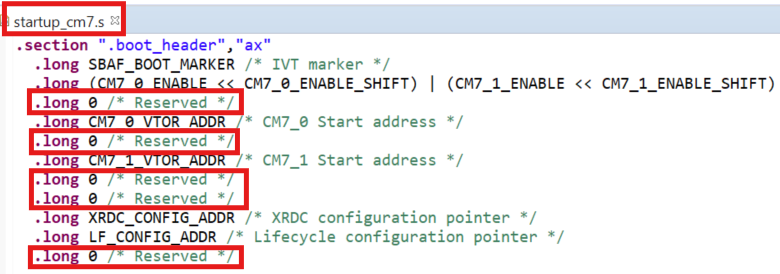 startup_cm7.s
.section ".boot_header","ax"
.long SBAF_BOOT_MARKER /* IVT marker */
.long (CM7_0_ENABLE << CM7_0_ENABLE_SHIFT) | (CM7_1_ENABLE << CM7_1_ENABLE_SHIFT)
.long 0 /* Reserved */
.long CM7_0_VTOR_ADDR /* CM7_0 Start address */
.long 0 /* Reserved */
.long CM7_1_VTOR_ADDR /* CM7_1 Start address */
.long 0 /* Reserved */
.long 0 /* Reserved */
.long XRDC_CONFIG_ADDR /* XRDC configuration pointer */
.long LF_CONFIG_ADDR /* Lifecycle configuration pointer */
.long 0 /* Reserved */